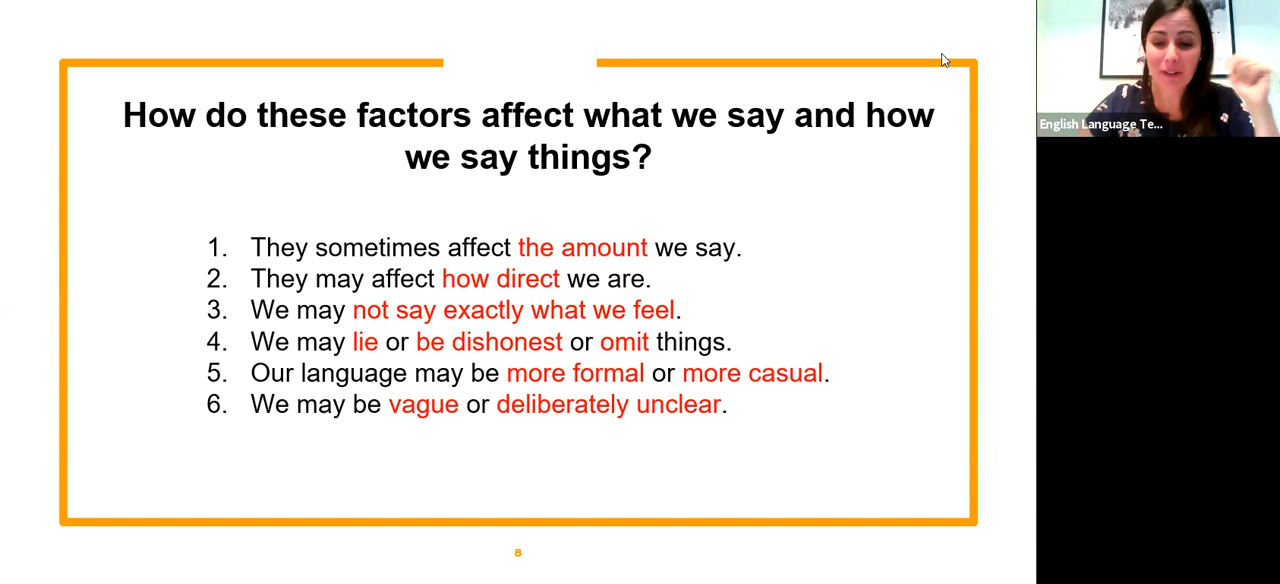 How do these factors affect what we say and how
we say things?
1. They sometimes affect the amount we say.
2. They may affect how direct we are.
3. We may not say exactly what we feel.
4. We may lie or be dishonest or omit things.
5. Our language may be more formal or more casual.
6. We may be vague or deliberately unclear.
8
English Language Te...